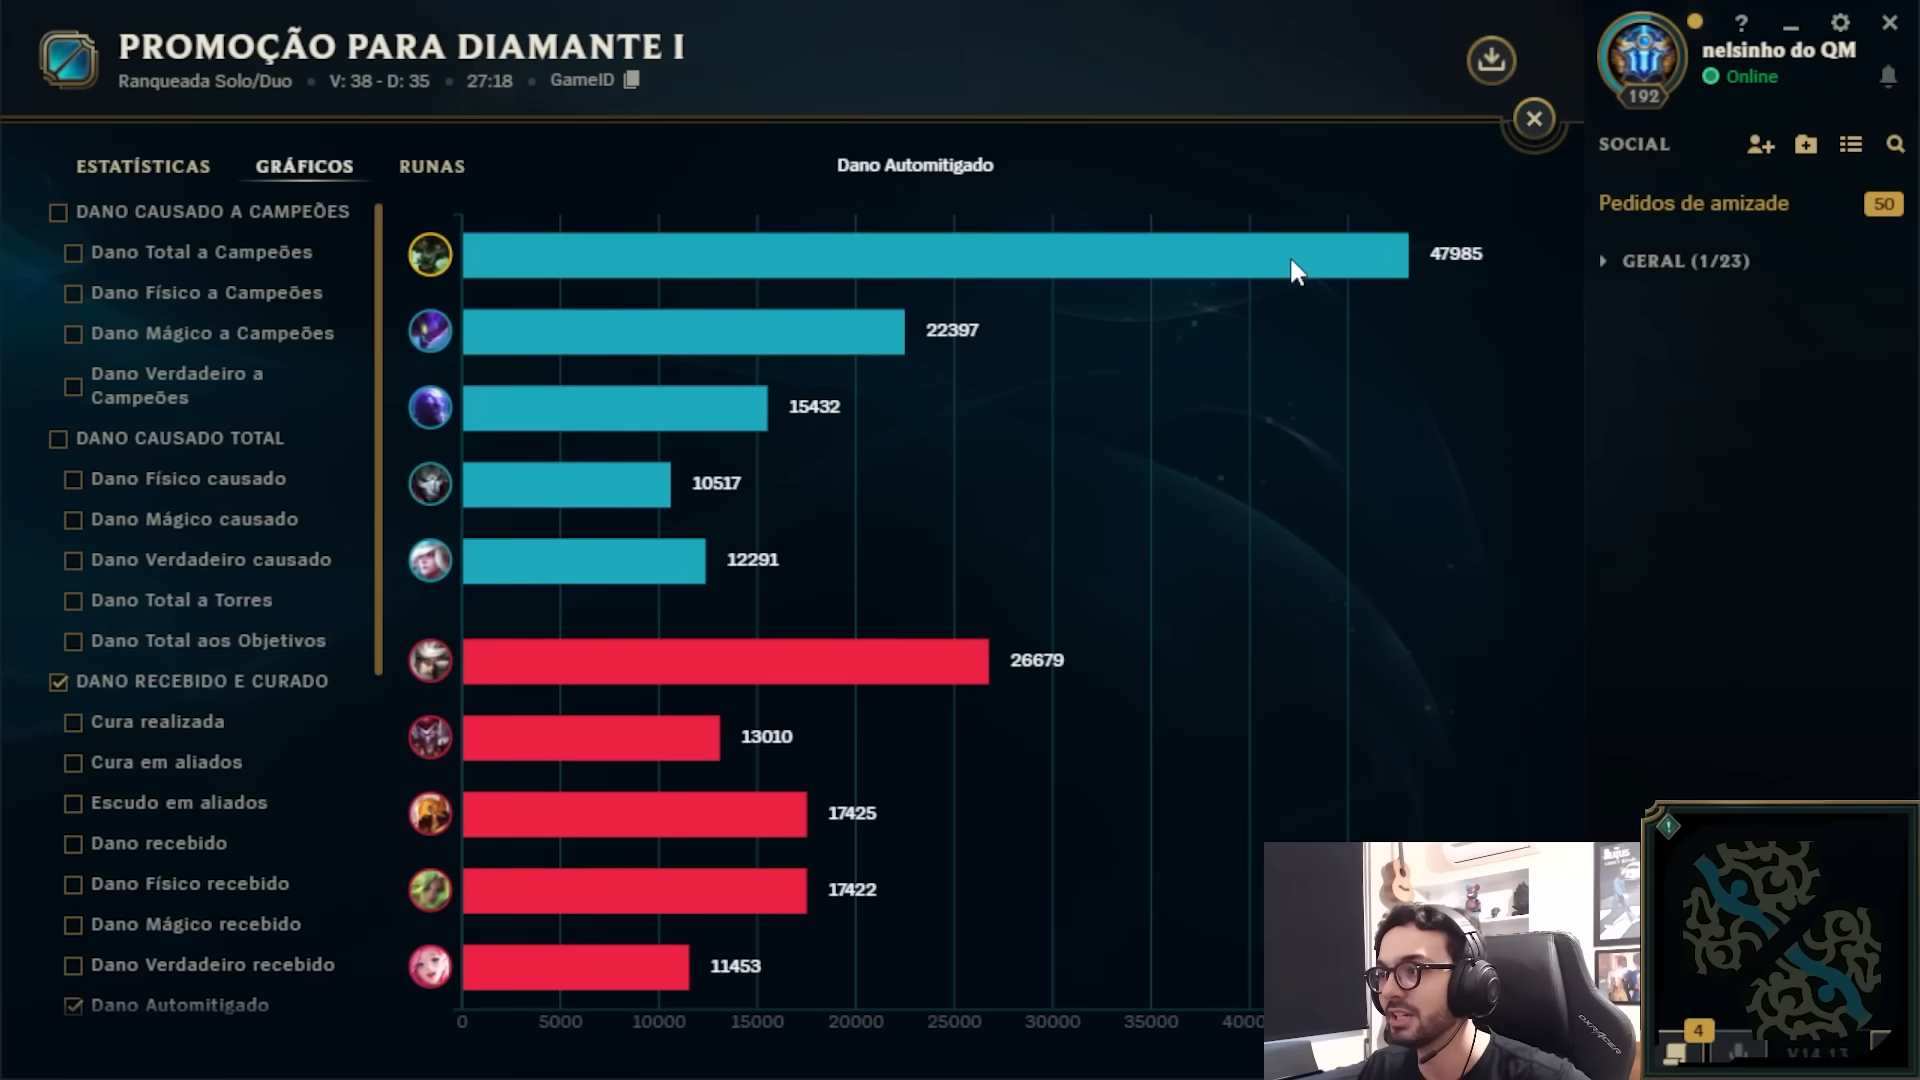 PROMOÇÃO PARA DIAMANTE I
Ranqueada Solo/Duo • V: 38 - D: 35 • 27:18 • GameID
ESTATÍSTICAS
GRÁFICOS
RUNAS
DANO CAUSADO A CAMPEÕES
Dano Total a Campeões
Dano Físico a Campeões
Dano Mágico a Campeões
Dano Verdadeiro a
Campeões
DANO CAUSADO TOTAL
Dano Físico causado
Dano Mágico causado
Dano Verdadeiro causado
Dano Total a Torres
Dano Total aos Objetivos
DANO RECEBIDO E CURADO
Cura realizada
Cura em aliados
Escudo em aliados
Dano recebido
Dano Físico recebido
Dano Mágico recebido
Dano Verdadeiro recebido
Dano Automitigado
Dano Automitigado
47985
22397
15432
10517
12291
26679
13010
17425
17422
11453
0
5000
10000
15000
20000
25000
30000
35000
4000
?
nelsinho do QM
Online
192
SOCIAL
Pedidos de amizade
50
GERAL (1/23)
BEATLES
DXRACER
4
V14.13